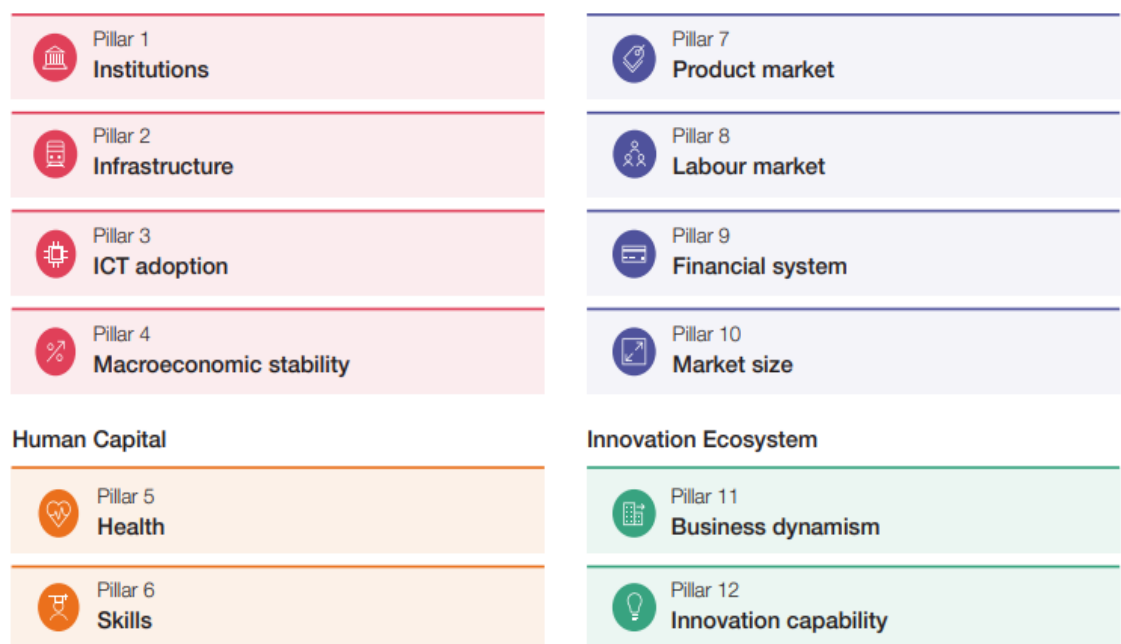 Pillar 1
Institutions
Pillar 2
Infrastructure
Pillar 3
ICT adoption
Pillar 4
Macroeconomic stability
Human Capital
Pillar 5
Health
Pillar 6
Skills
Pillar 7
Product market
Pillar 8
Labour market
Pillar 9
Financial system
Pillar 10
Market size
Innovation Ecosystem
Pillar 11
Business dynamism
Pillar 12
Innovation capability